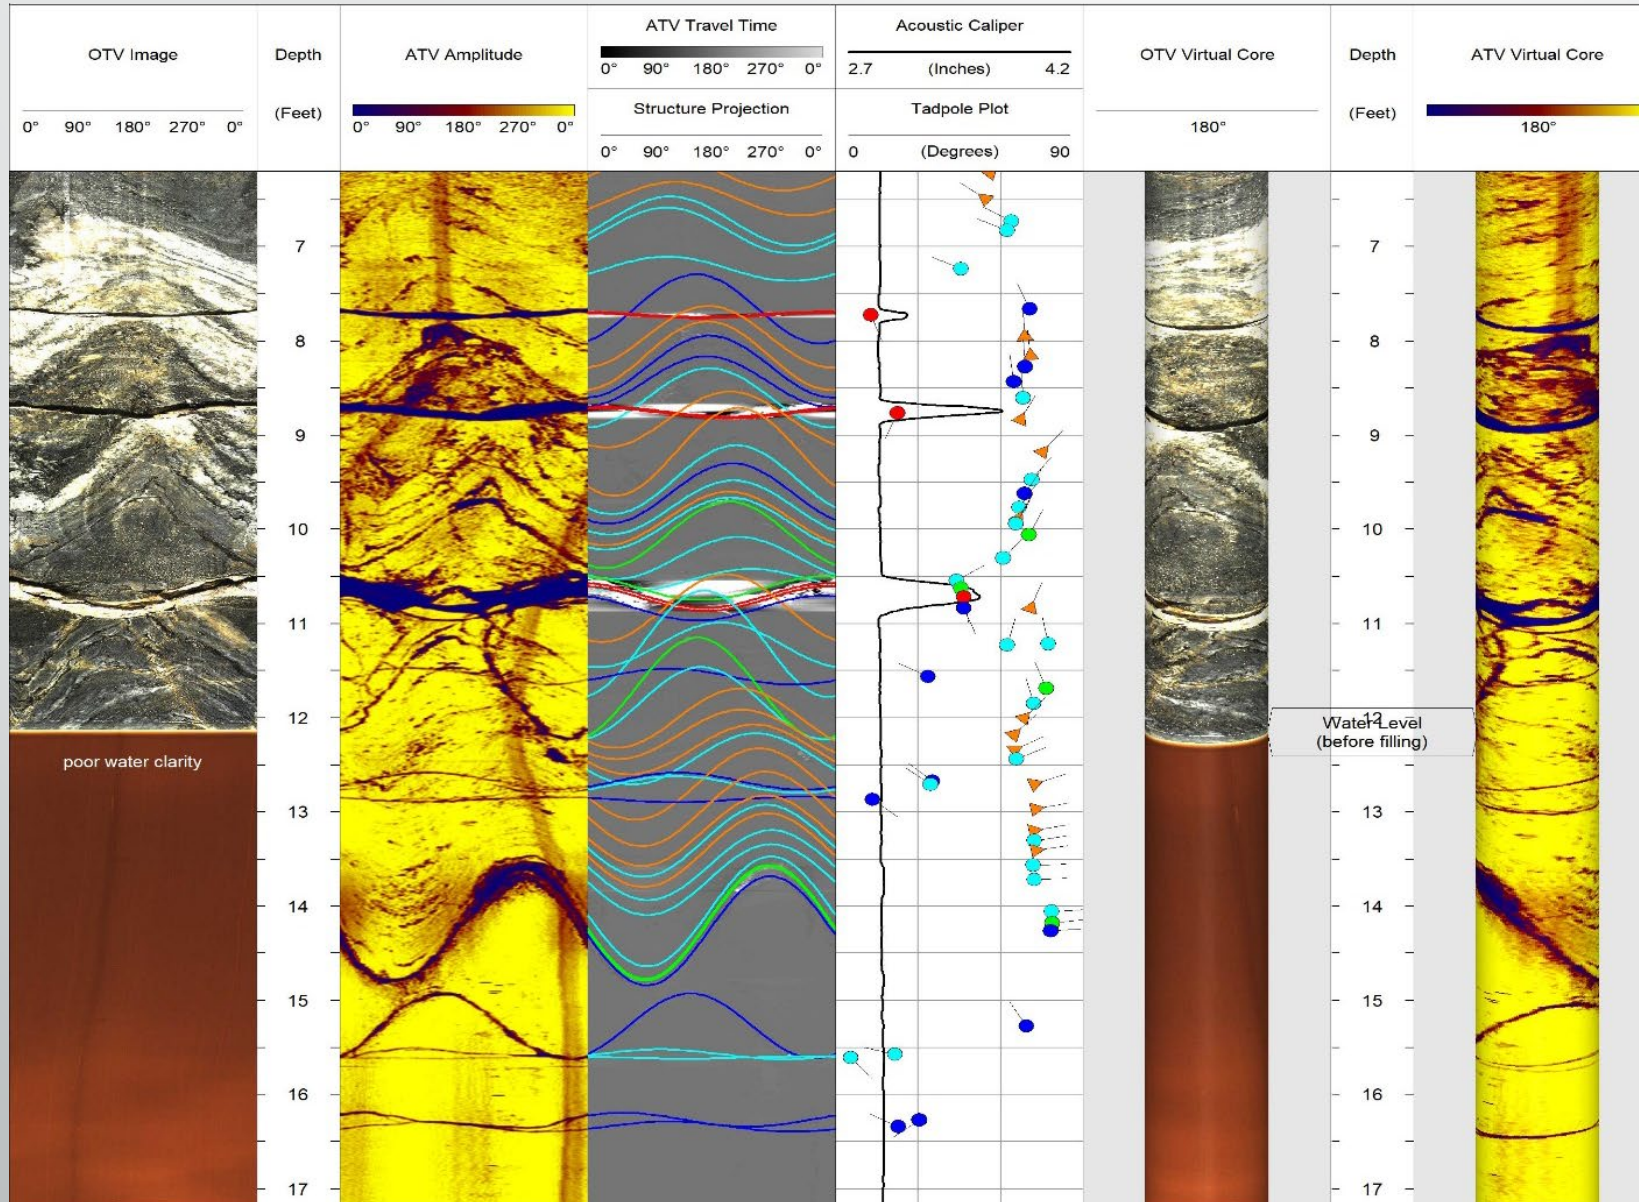 OTV Image
0° 90° 180° 270° 0°
Depth
(Feet)
ATV Amplitude
0° 90° 180° 270° 0°
ATV Travel Time
0° 90° 180° 270° 0°
Structure Projection
0° 90° 180° 270° 0°
Acoustic Caliper
2.7 (Inches) 4.2
Tadpole Plot
0 (Degrees) 90
OTV Virtual Core
180°
Depth
(Feet)
ATV Virtual Core
180°
7
8
9
10
11
12
13
14
15
16
17
poor water clarity
7
8
9
10
11
12
13
14
15
16
17
Water Level
(before filling)